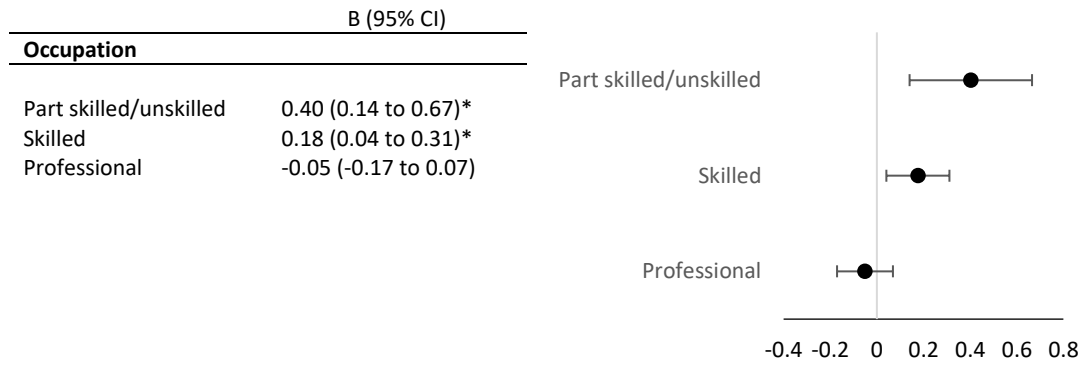 B (95% CI)
Occupation
Part skilled/unskilled 0.40 (0.14 to 0.67)*
Skilled 0.18 (0.04 to 0.31)*
Professional -0.05 (-0.17 to 0.07)
Part skilled/unskilled
Skilled
Professional
-0.4 -0.2 0 0.2 0.4 0.6 0.8